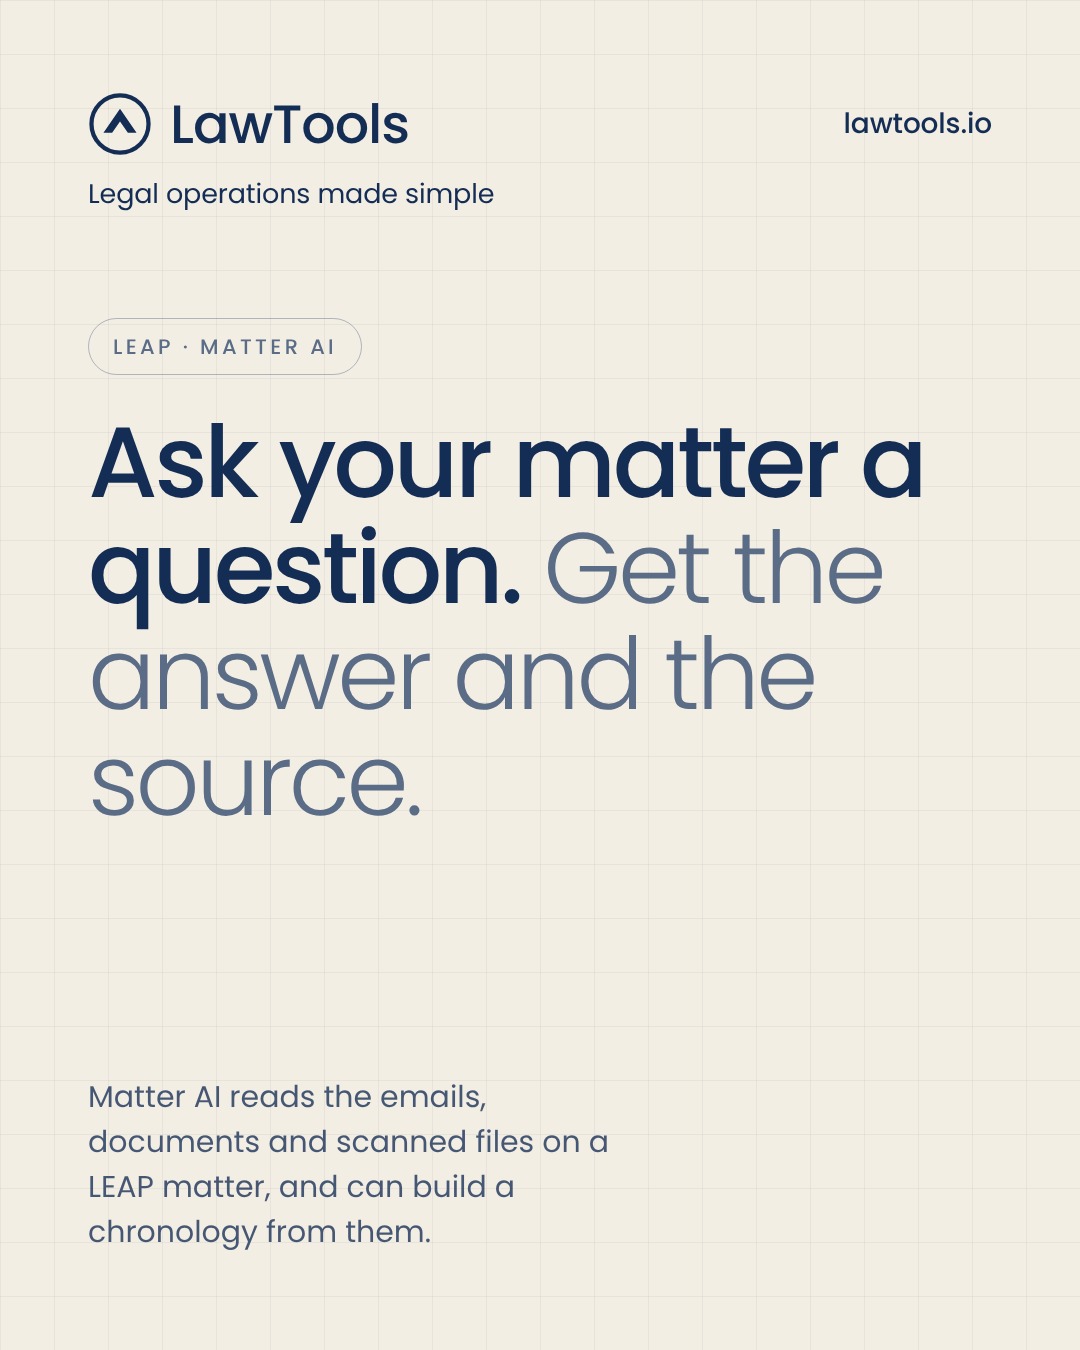 LawTools
lawtools.io
Legal operations made simple
LEAP · MATTER AI
Ask your matter a
question. Get the
answer and the
source.
Matter AI reads the emails,
documents and scanned files on a
LEAP matter, and can build a
chronology from them.